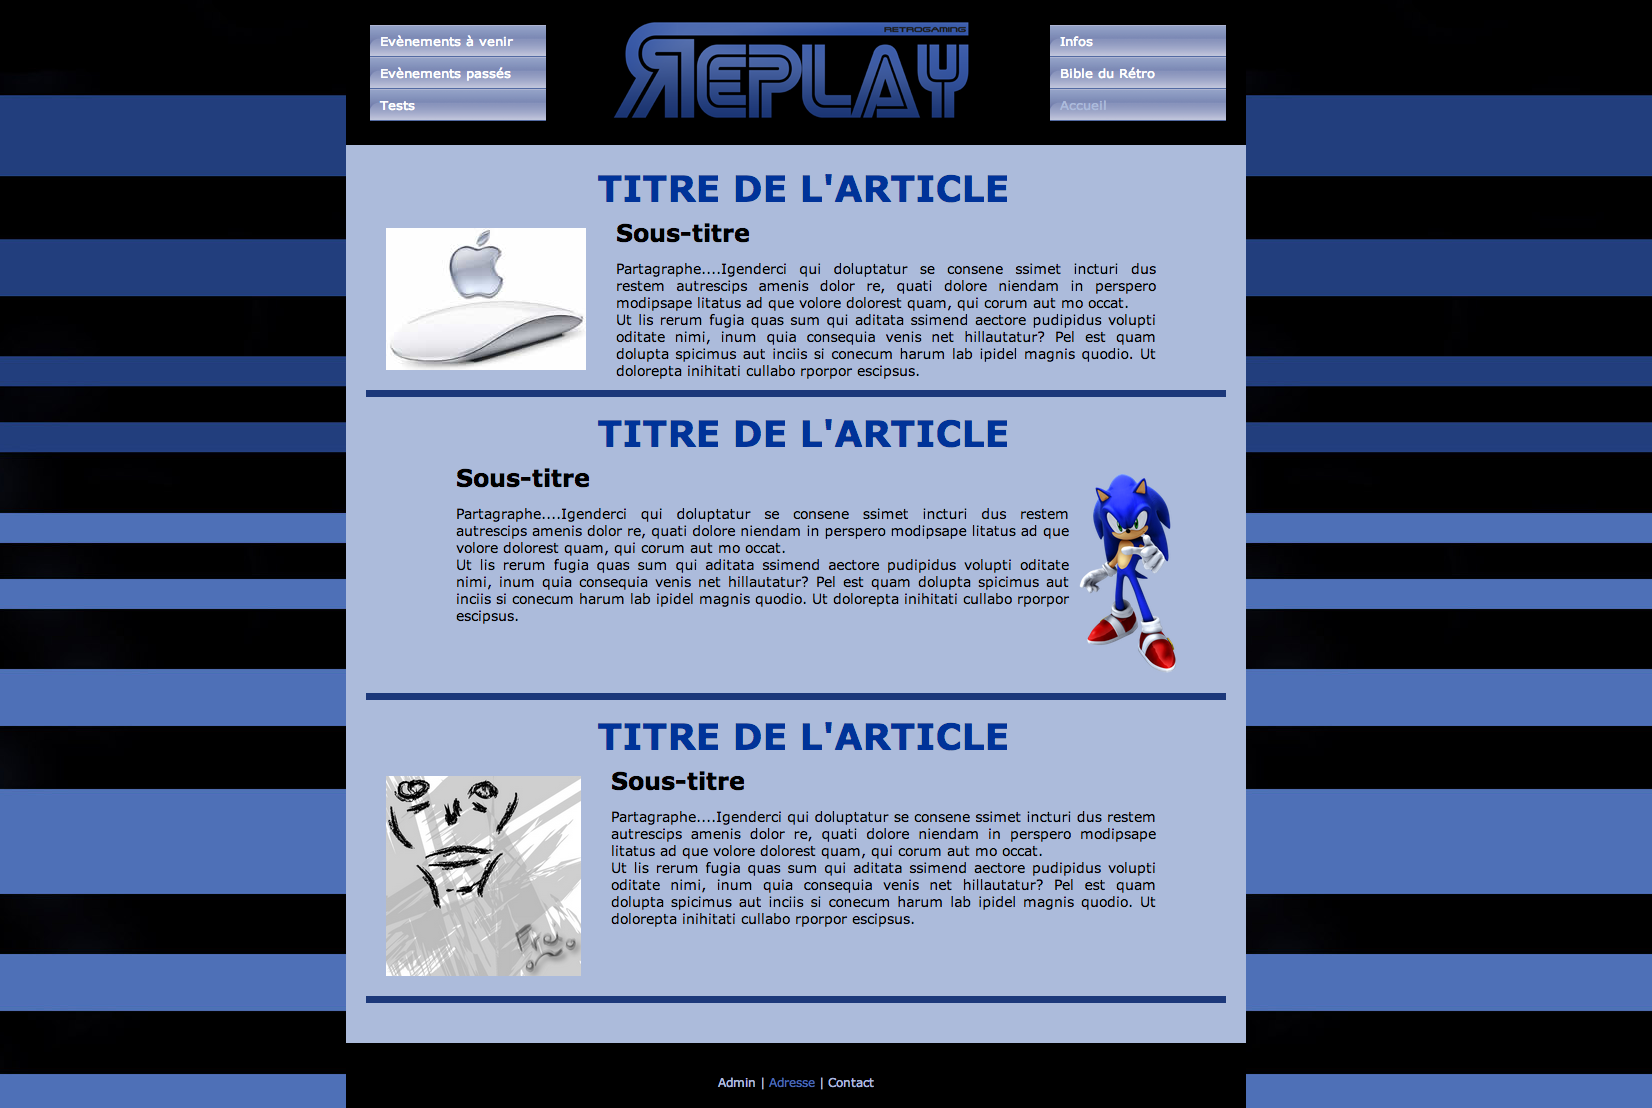 Evènements à venir
Evènements passés
Tests
RETROGAMING
REPLAY
Infos
Bible du Rétro
Accueil
TITRE DE L'ARTICLE
Sous-titre
Partagraphe....Igenderci qui doluptatur se consene ssimet incturi dus
restem autrescips amenis dolor re, quati dolore niendam in perspero
modipsape litatus ad que volore dolorest quam, qui corum aut mo occat.
Ut lis rerum fugia quas sum qui aditata ssimend aectore pudipidus volupti
oditate nimi, inum quia consequia venis net hillautatur? Pel est quam
dolupta spicimus aut inciis si conecum harum lab ipidel magnis quodio. Ut
dolorepta inihitati cullabo rporpor escipsus.
TITRE DE L'ARTICLE
Sous-titre
Partagraphe....Igenderci qui doluptatur se consene ssimet incturi dus restem
autrescips amenis dolor re, quati dolore niendam in perspero modipsape litatus ad que
volore dolorest quam, qui corum aut mo occat.
Ut lis rerum fugia quas sum qui aditata ssimend aectore pudipidus volupti oditate
nimi, inum quia consequia venis net hillautatur? Pel est quam dolupta spicimus aut
inciis si conecum harum lab ipidel magnis quodio. Ut dolorepta inihitati cullabo rporpor
escipsus.
TITRE DE L'ARTICLE
Sous-titre
Partagraphe....Igenderci qui doluptatur se consene ssimet incturi dus restem
autrescips amenis dolor re, quati dolore niendam in perspero modipsape
litatus ad que volore dolorest quam, qui corum aut mo occat.
Ut lis rerum fugia quas sum qui aditata ssimend aectore pudipidus volupti
oditate nimi, inum quia consequia venis net hillautatur? Pel est quam
dolupta spicimus aut inciis si conecum harum lab ipidel magnis quodio. Ut
dolorepta inihitati cullabo rporpor escipsus.
Admin | Adresse | Contact